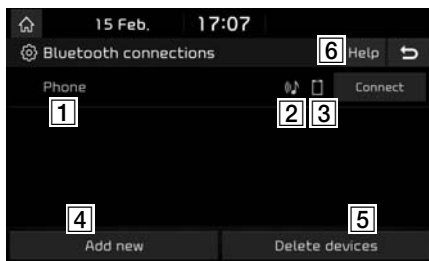 15 Feb. 17:07
Bluetooth connections 6 Help
Phone Connect
1 2 3
4 5
Add new Delete devices